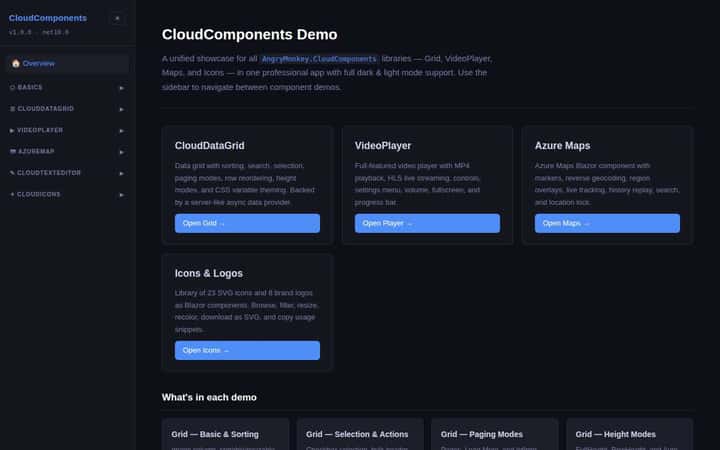 CloudComponents
v1.0.0 · net10.0
Overview
BASICS
CLOUDDATAGRID
VIDEOPLAYER
AZUREMAP
CLOUDTEXTEDITOR
CLOUDICONS
CloudComponents Demo
A unified showcase for all AngryMonkey.CloudComponents libraries — Grid, VideoPlayer,
Maps, and Icons — in one professional app with full dark & light mode support. Use the
sidebar to navigate between component demos.
CloudDataGrid
Data grid with sorting, search, selection,
paging modes, row reordering, height
modes, and CSS variable theming. Backed
by a server-like async data provider.
Open Grid →
VideoPlayer
Full-featured video player with MP4
playback, HLS live streaming, controls,
settings menu, volume, fullscreen, and
progress bar.
Open Player →
Azure Maps
Azure Maps Blazor component with
markers, reverse geocoding, region
overlays, live tracking, history replay, search,
and location lock.
Open Maps →
Icons & Logos
Library of 23 SVG icons and 8 brand logos
as Blazor components. Browse, filter, resize,
recolor, download as SVG, and copy usage
snippets.
Open Icons →
What's in each demo
Grid — Basic & Sorting
Grid — Selection & Actions
Grid — Paging Modes
Grid — Height Modes